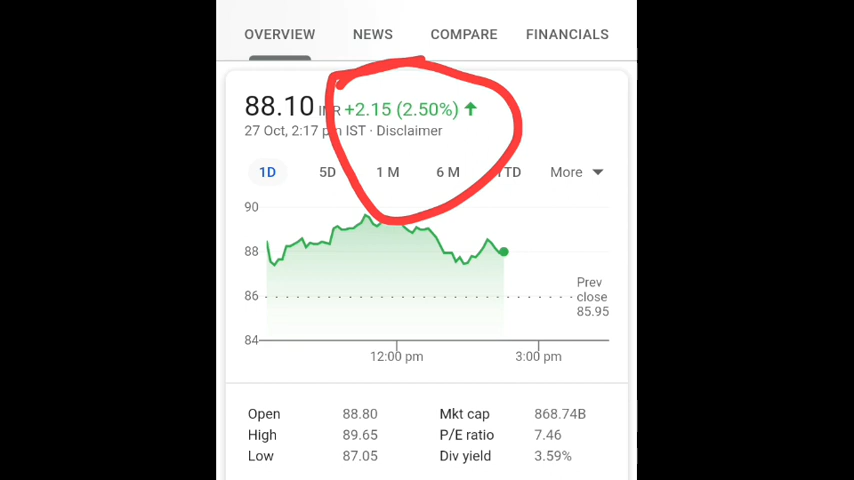 OVERVIEW NEWS COMPARE FINANCIALS
88.10 INR +2.15 (2.50%) ↑
27 Oct, 2:17 pm IST · Disclaimer
1D 5D 1 M 6 M YTD More
90
88
86
84
Prev
close
85.95
12:00 pm 3:00 pm
Open 88.80 Mkt cap 868.74B
High 89.65 P/E ratio 7.46
Low 87.05 Div yield 3.59%